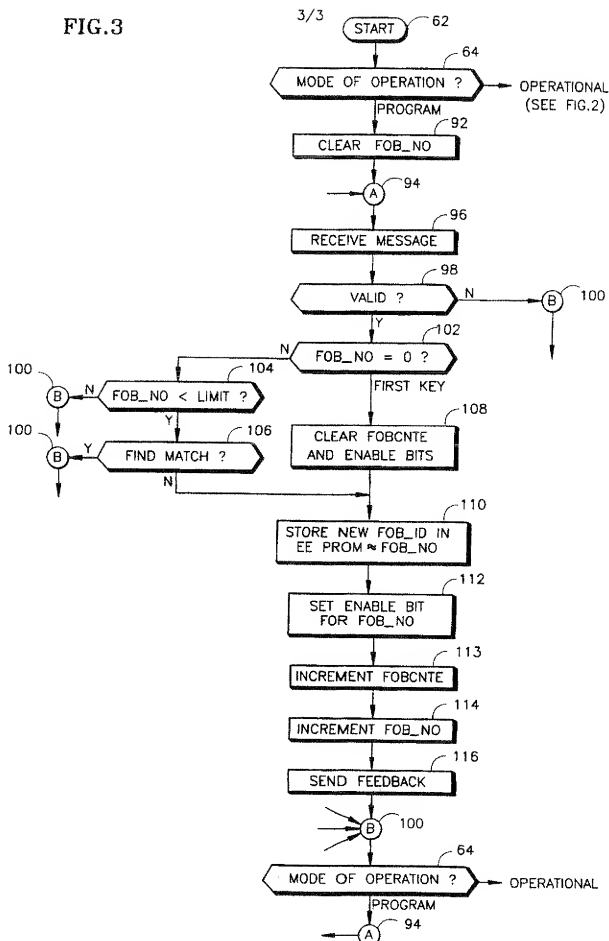 FIG.3
3/3
START
62
64
MODE OF OPERATION ?
OPERATIONAL
(SEE FIG.2)
PROGRAM
92
CLEAR FOB_NO
A
94
96
RECEIVE MESSAGE
98
VALID ?
N
100
B
Y
102
FOB_NO = 0 ?
N
FIRST KEY
104
100
B
N
FOB_NO < LIMIT ?
Y
106
100
B
Y
FIND MATCH ?
N
108
CLEAR FOBCNTE
AND ENABLE BITS
110
STORE NEW FOB_ID IN
EE PROM ≈ FOB_NO
112
SET ENABLE BIT
FOR FOB_NO
113
INCREMENT FOBCNTE
114
INCREMENT FOB_NO
116
SEND FEEDBACK
B
100
64
MODE OF OPERATION ?
OPERATIONAL
PROGRAM
A
94